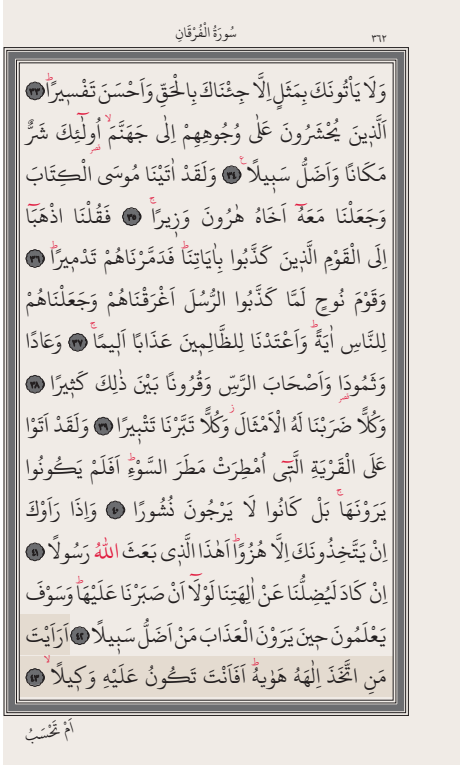 سُورَةُ الْفُرْقَانِ ٣٦٢
وَلَا يَأْتُونَكَ بِمَثَلٍ اِلَّا جِئْنَاكَ بِالْحَقِّ وَاَحْسَنَ تَفْسٖيرًاۜ ٣٣
اَلَّذٖينَ يُحْشَرُونَ عَلٰى وُجُوهِهِمْ اِلٰى جَهَنَّمَۙ اُو۬لٰٓئِكَ شَرٌّ
مَكَانًا وَاَضَلُّ سَبٖيلًاࣖ ٣٤ وَلَقَدْ اٰتَيْنَا مُوسَى الْكِتَابَ
وَجَعَلْنَا مَعَهُٓ اَخَاهُ هٰرُونَ وَزٖيرًاۚ ٣٥ فَقُلْنَا اذْهَبَٓا
اِلَى الْقَوْمِ الَّذٖينَ كَذَّبُوا بِاٰيَاتِنَاۜ فَدَمَّرْنَاهُمْ تَدْمٖيرًاۜ ٣٦
وَقَوْمَ نُوحٍ لَمَّا كَذَّبُوا الرُّسُلَ اَغْرَقْنَاهُمْ وَجَعَلْنَاهُمْ
لِلنَّاسِ اٰيَةًۜ وَاَعْتَدْنَا لِلظَّالِمٖينَ عَذَابًا اَلٖيمًاۚ ٣٧ وَعَادًا
وَثَمُودَا۬ وَاَصْحَابَ الرَّسِّ وَقُرُونًا بَيْنَ ذٰلِكَ كَثٖيرًا ٣٨
وَكُلًّا ضَرَبْنَا لَهُ الْاَمْثَالَؗ وَكُلًّا تَبَّرْنَا تَتْبٖيرًا ٣٩ وَلَقَدْ اَتَوْا
عَلَى الْقَرْيَةِ الَّتٖٓي اُمْطِرَتْ مَطَرَ السَّوْءِۜ اَفَلَمْ يَكُونُوا
يَرَوْنَهَاۚ بَلْ كَانُوا لَا يَرْجُونَ نُشُورًا ٤٠ وَاِذَا رَاَوْكَ
اِنْ يَتَّخِذُونَكَ اِلَّا هُزُوًاۜ اَهٰذَا الَّذٖي بَعَثَ اللّٰهُ رَسُولًا ٤١
اِنْ كَادَ لَيُضِلُّنَا عَنْ اٰلِهَتِنَا لَوْلَٓا اَنْ صَبَرْنَا عَلَيْهَاۜ وَسَوْفَ
يَعْلَمُونَ حٖينَ يَرَوْنَ الْعَذَابَ مَنْ اَضَلُّ سَبٖيلًا ٤٢ اَرَاَيْتَ
مَنِ اتَّخَذَ اِلٰهَهُ هَوٰيهُۜ اَفَاَنْتَ تَكُونُ عَلَيْهِ وَكٖيلًاۙ ٤٣
اَمْ تَحْسَبُ